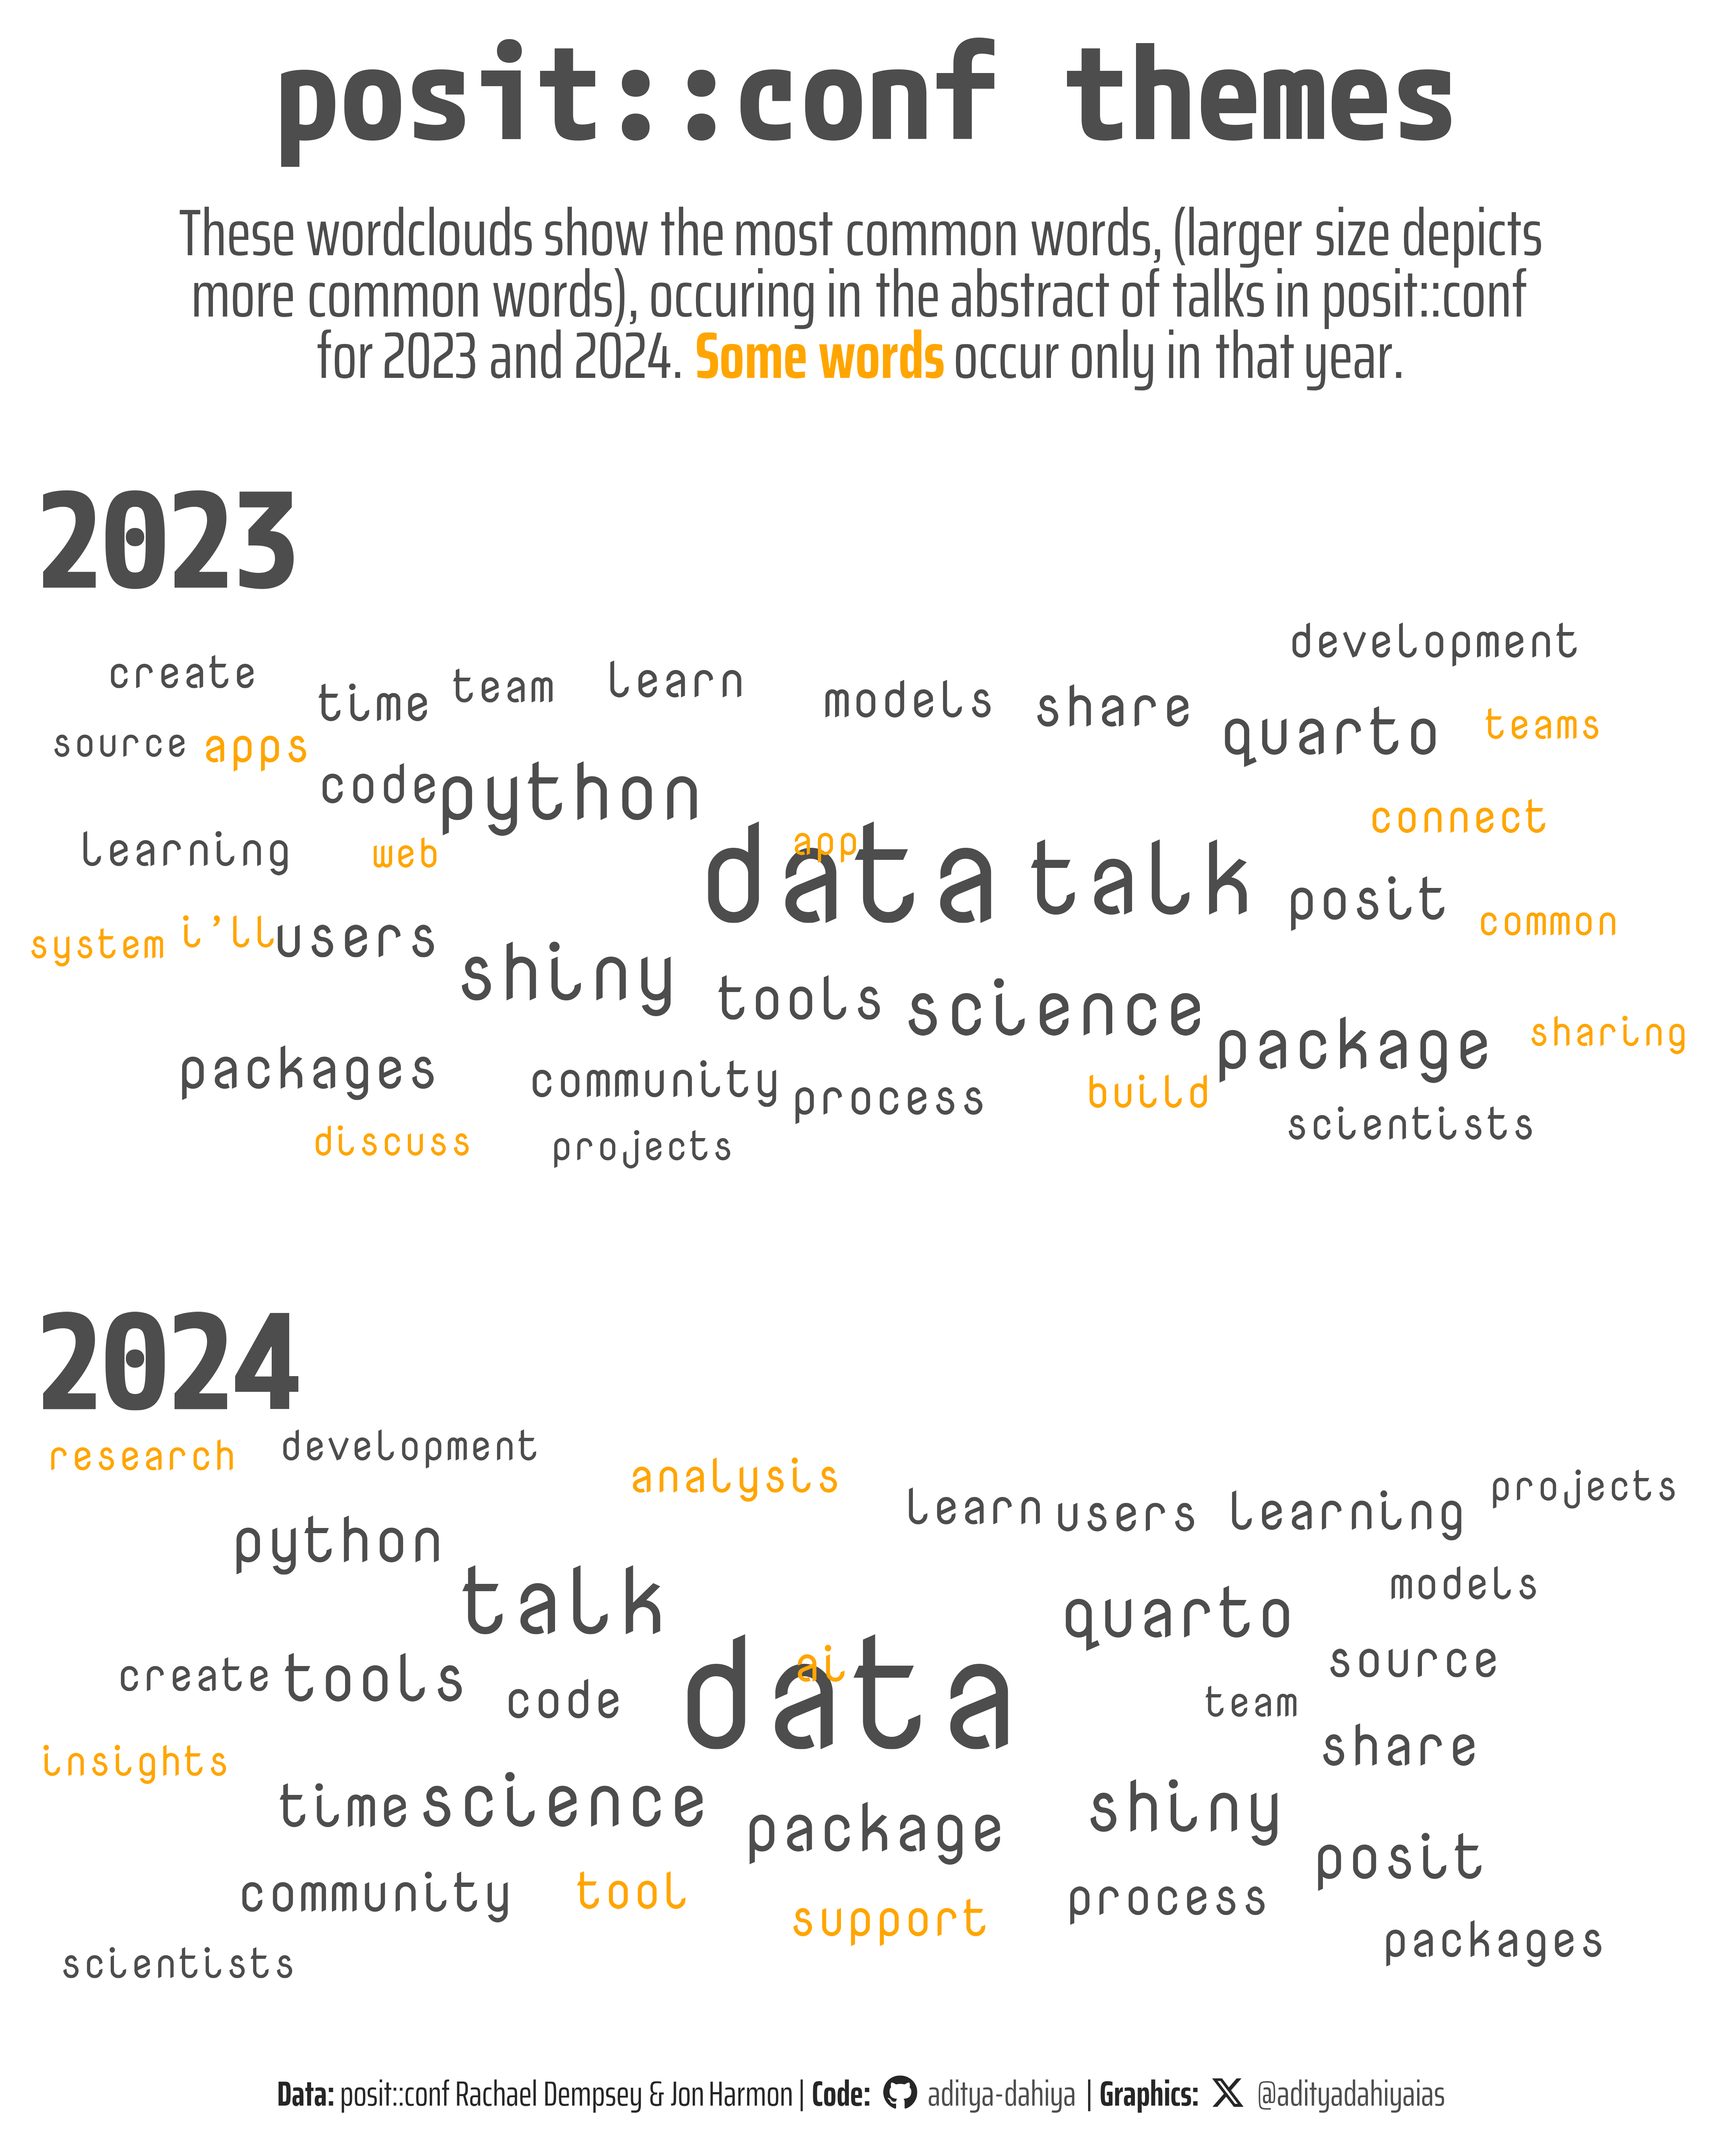 posit::conf themes
These wordclouds show the most common words, (larger size depicts
more common words), occuring in the abstract of talks in posit::conf
for 2023 and 2024. Some words occur only in that year.
2023
development
create time team learn models share quarto teams
source apps
code python
connect
learning web app
data talk posit common
system i'll users
shiny tools science
package sharing
packages community process build
scientists
discuss projects
2024
research development analysis
learn users learning projects
python
talk quarto models
create tools code ai data source
team
share
insights
time science package shiny posit
community tool support process
packages
scientists
Data: posit::conf Rachael Dempsey & Jon Harmon | Code: aditya-dahiya | Graphics: X @adityadahiyaias